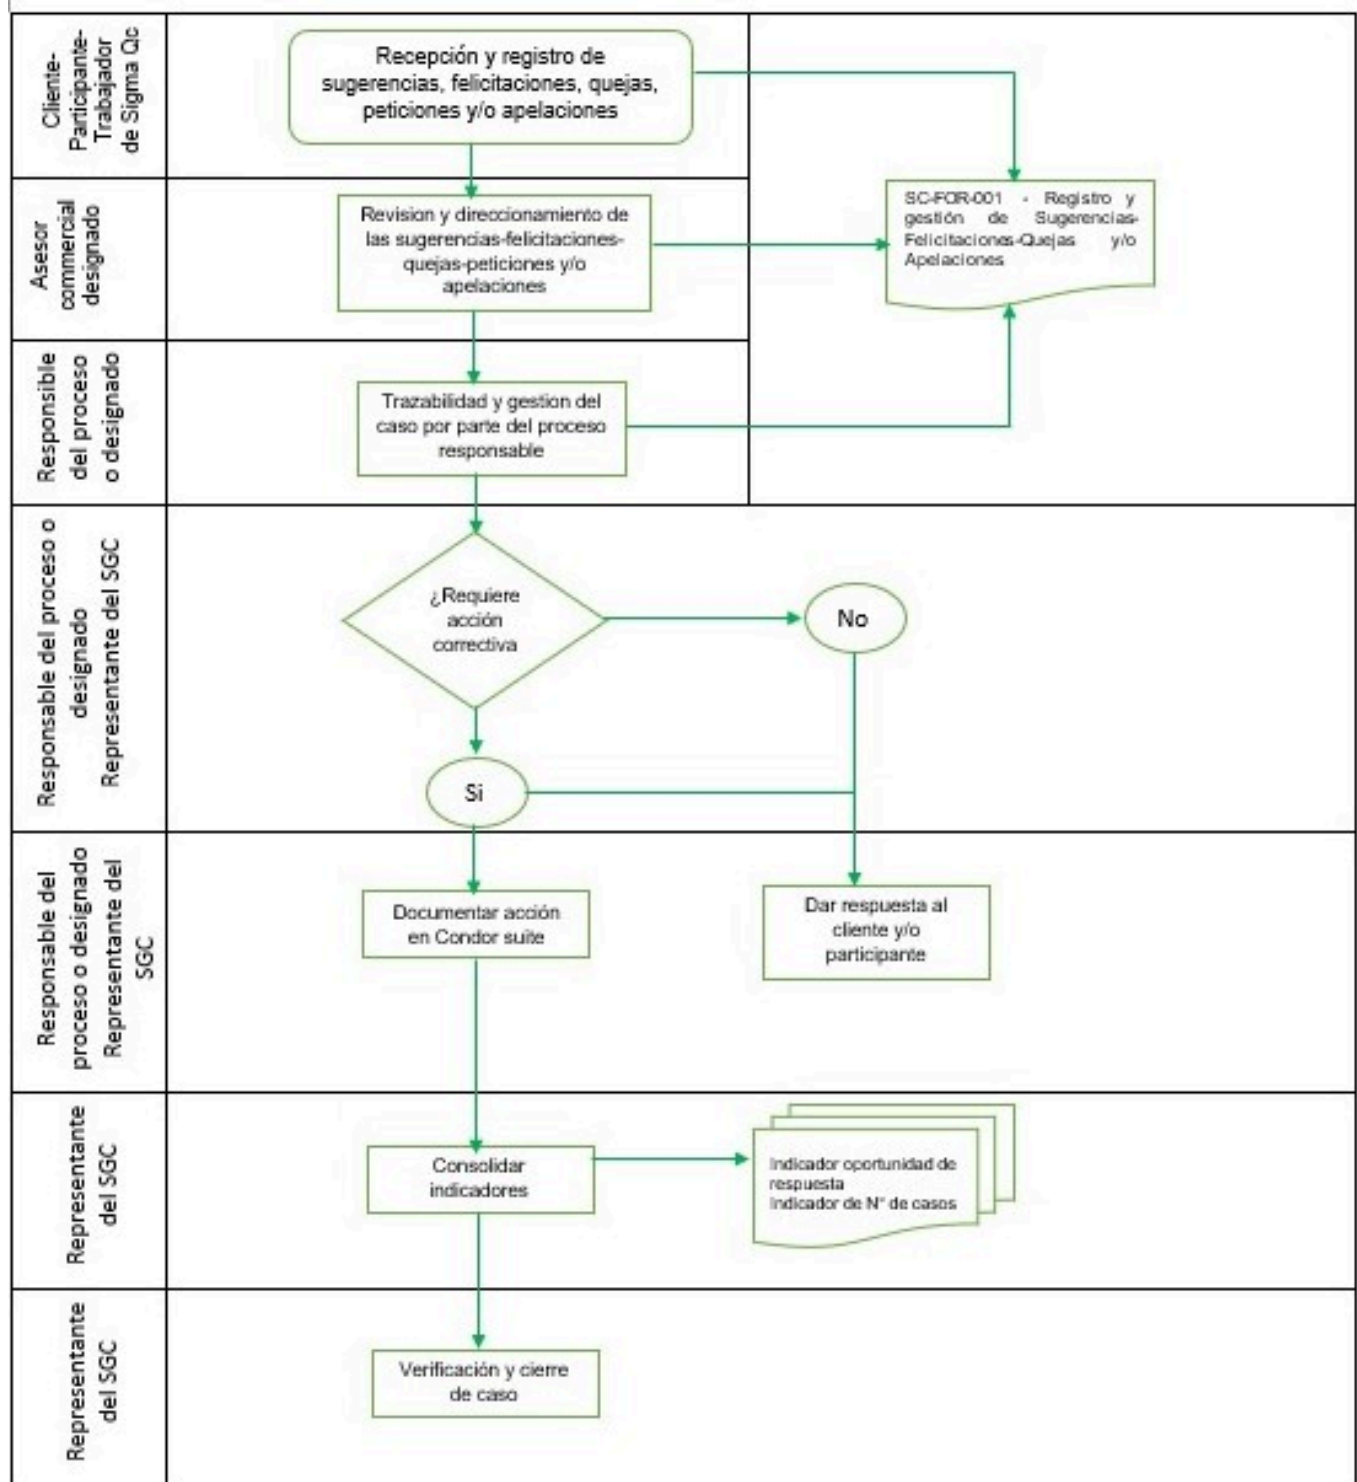 Cliente-
Participante-
Trabajador
de Sigma Qc
Recepción y registro de
sugerencias, felicitaciones, quejas,
peticiones y/o apelaciones
Asesor
commercial
designado
Revision y direccionamiento de
las sugerencias-felicitaciones-
quejas-peticiones y/o
apelaciones
SC-FOR-001 - Registro y
gestión de Sugerencias-
Felicitaciones-Quejas y/o
Apelaciones
Responsible
del proceso
o designado
Trazabilidad y gestion del
caso por parte del proceso
responsable
Responsable del proceso o
designado
Representante del SGC
¿Requiere
acción
correctiva
No
Si
Responsable del
proceso o designado
Representante del
SGC
Documentar acción
en Condor suite
Dar respuesta al
cliente y/o
participante
Representante
del SGC
Consolidar
indicadores
Indicador oportunidad de
respuesta
Indicador de N° de casos
Representante
del SGC
Verificación y cierre
de caso